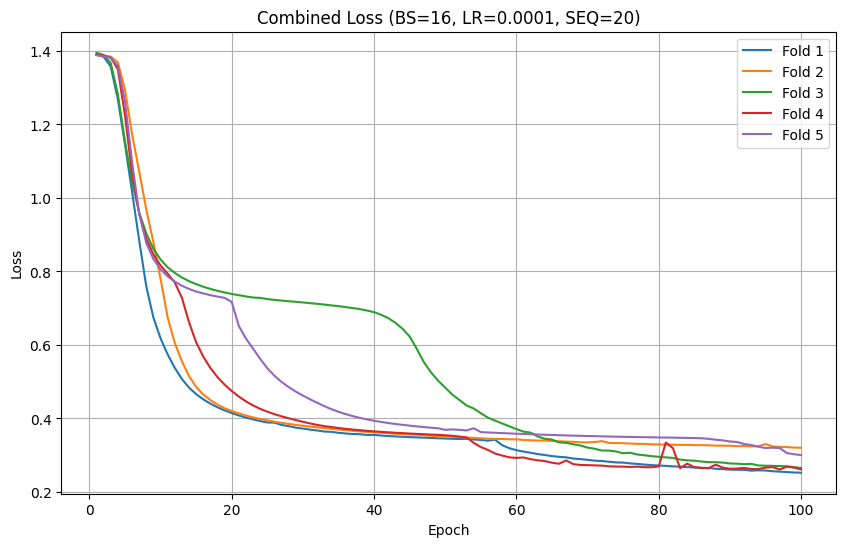 Combined Loss (BS=16, LR=0.0001, SEQ=20)
Fold 1
Fold 2
Fold 3
Fold 4
Fold 5
Loss
1.4
1.2
1.0
0.8
0.6
0.4
0.2
0 20 40 60 80 100
Epoch